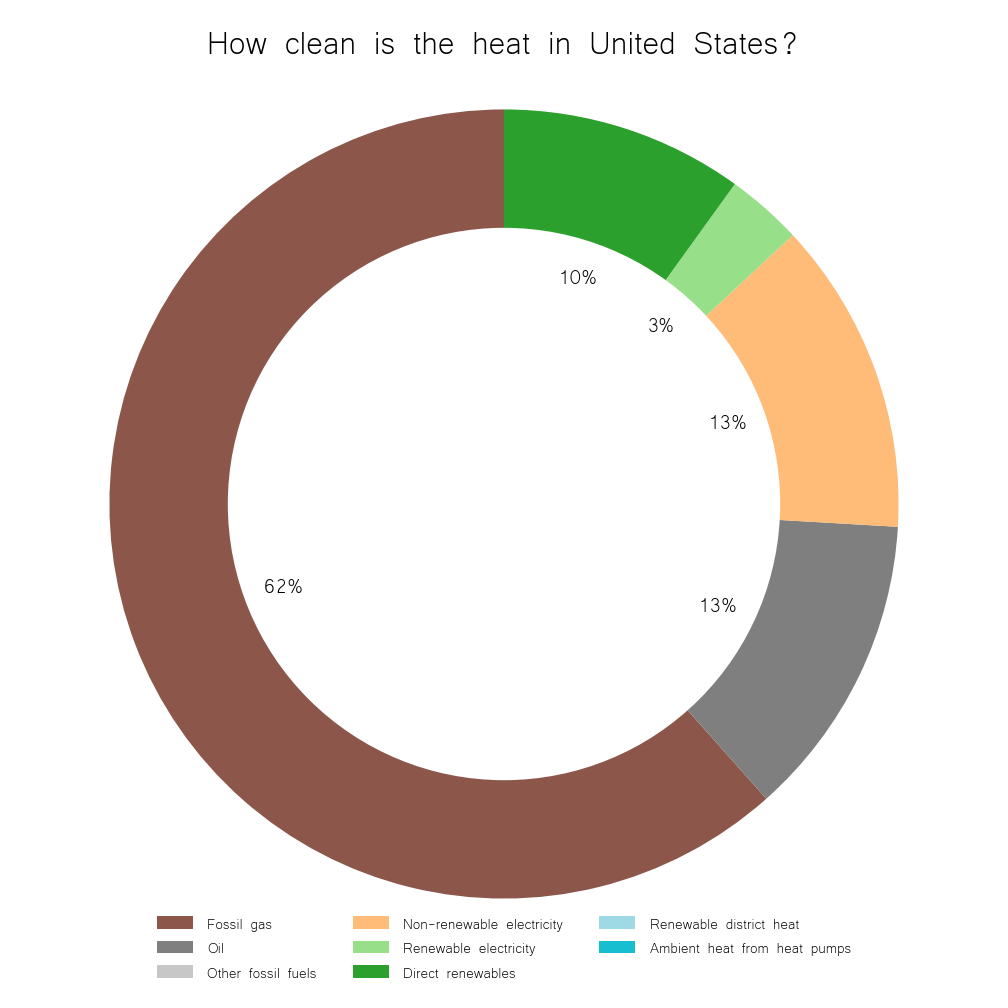 How clean is the heat in United States?
10%
3%
13%
62%
13%
Fossil gas
Oil
Other fossil fuels
Non-renewable electricity
Renewable electricity
Direct renewables
Renewable district heat
Ambient heat from heat pumps